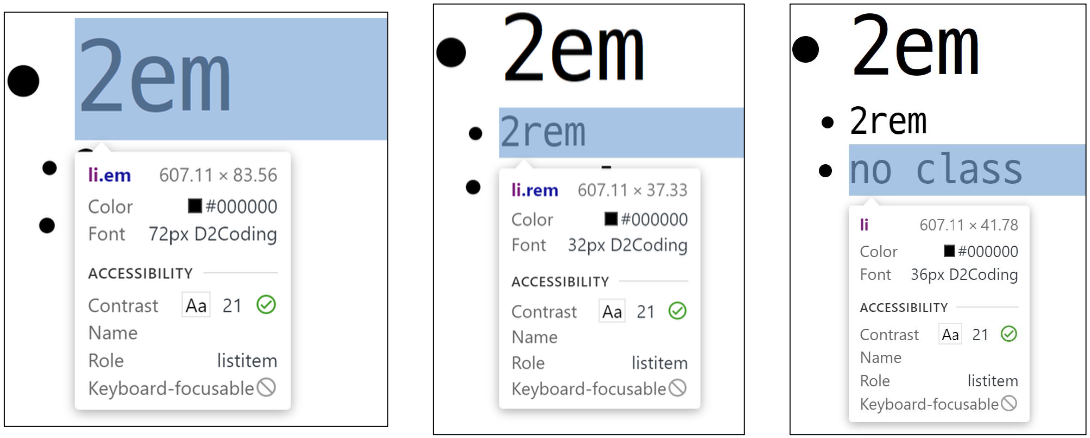 2em
li.em 607.11 × 83.56
Color #000000
Font 72px D2Coding
ACCESSIBILITY
Contrast Aa 21
Name
Role listitem
Keyboard-focusable
2em
2rem
li.rem 607.11 × 37.33
Color #000000
Font 32px D2Coding
ACCESSIBILITY
Contrast Aa 21
Name
Role listitem
Keyboard-focusable
2em
2rem
no class
li 607.11 × 41.78
Color #000000
Font 36px D2Coding
ACCESSIBILITY
Contrast Aa 21
Name
Role listitem
Keyboard-focusable